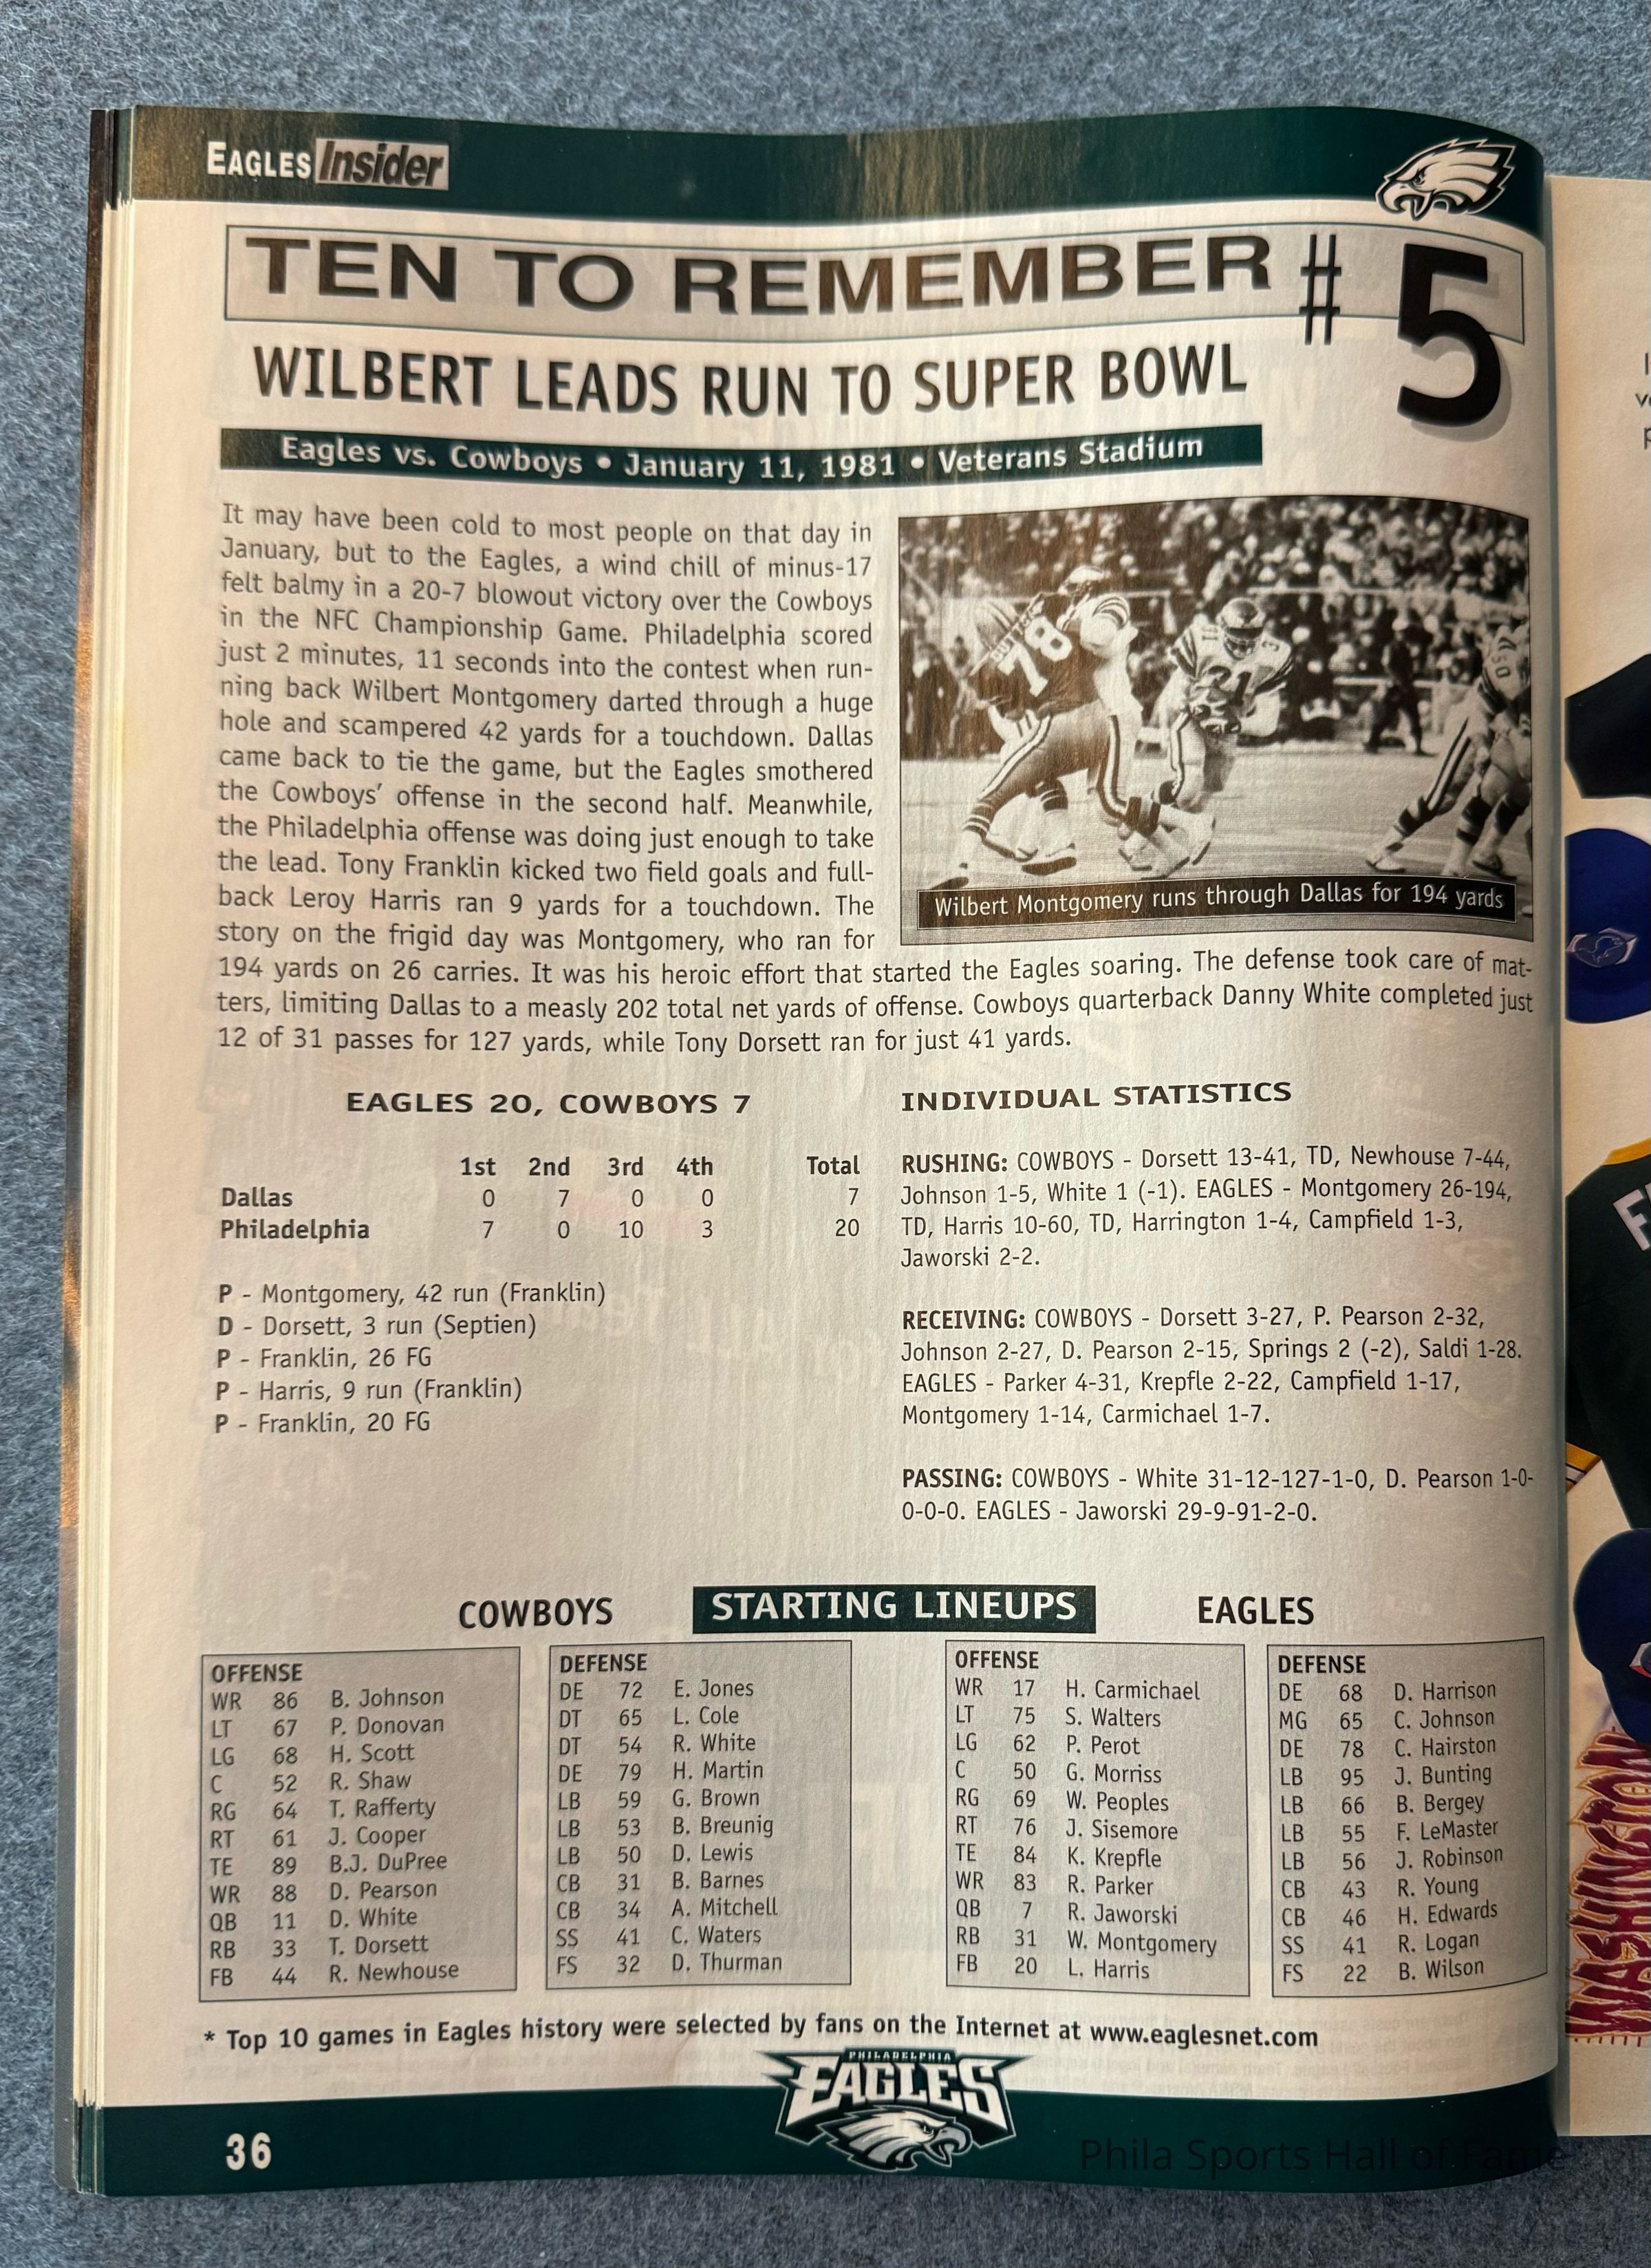 EAGLES Insider
TEN TO REMEMBER # 5
WILBERT LEADS RUN TO SUPER BOWL
Eagles vs. Cowboys • January 11, 1981 • Veterans Stadium
It may have been cold to most people on that day in
January, but to the Eagles, a wind chill of minus-17
felt balmy in a 20-7 blowout victory over the Cowboys
in the NFC Championship Game. Philadelphia scored
just 2 minutes, 11 seconds into the contest when run-
ning back Wilbert Montgomery darted through a huge
hole and scampered 42 yards for a touchdown. Dallas
came back to tie the game, but the Eagles smothered
the Cowboys' offense in the second half. Meanwhile,
the Philadelphia offense was doing just enough to take
the lead. Tony Franklin kicked two field goals and full-
back Leroy Harris ran 9 yards for a touchdown. The
story on the frigid day was Montgomery, who ran for
194 yards on 26 carries. It was his heroic effort that started the Eagles soaring. The defense took care of mat-
ters, limiting Dallas to a measly 202 total net yards of offense. Cowboys quarterback Danny White completed just
12 of 31 passes for 127 yards, while Tony Dorsett ran for just 41 yards.
78
31
Wilbert Montgomery runs through Dallas for 194 yards
EAGLES 20, COWBOYS 7
1st 2nd 3rd 4th Total
Dallas 0 7 0 0 7
Philadelphia 7 0 10 3 20
P - Montgomery, 42 run (Franklin)
D - Dorsett, 3 run (Septien)
P - Franklin, 26 FG
P - Harris, 9 run (Franklin)
P - Franklin, 20 FG
INDIVIDUAL STATISTICS
RUSHING: COWBOYS - Dorsett 13-41, TD, Newhouse 7-44,
Johnson 1-5, White 1 (-1). EAGLES - Montgomery 26-194,
TD, Harris 10-60, TD, Harrington 1-4, Campfield 1-3,
Jaworski 2-2.
RECEIVING: COWBOYS - Dorsett 3-27, P. Pearson 2-32,
Johnson 2-27, D. Pearson 2-15, Springs 2 (-2), Saldi 1-28.
EAGLES - Parker 4-31, Krepfle 2-22, Campfield 1-17,
Montgomery 1-14, Carmichael 1-7.
PASSING: COWBOYS - White 31-12-127-1-0, D. Pearson 1-0-
0-0-0. EAGLES - Jaworski 29-9-91-2-0.
COWBOYS STARTING LINEUPS EAGLES
OFFENSE
WR 86 B. Johnson
LT 67 P. Donovan
LG 68 H. Scott
C 52 R. Shaw
RG 64 T. Rafferty
RT 61 J. Cooper
TE 89 B.J. DuPree
WR 88 D. Pearson
QB 11 D. White
RB 33 T. Dorsett
FB 44 R. Newhouse
DEFENSE
DE 72 E. Jones
DT 65 L. Cole
DT 54 R. White
DE 79 H. Martin
LB 59 G. Brown
LB 53 B. Breunig
LB 50 D. Lewis
CB 31 B. Barnes
CB 34 A. Mitchell
SS 41 C. Waters
FS 32 D. Thurman
OFFENSE
WR 17 H. Carmichael
LT 75 S. Walters
LG 62 P. Perot
C 50 G. Morriss
RG 69 W. Peoples
RT 76 J. Sisemore
TE 84 K. Krepfle
WR 83 R. Parker
QB 7 R. Jaworski
RB 31 W. Montgomery
FB 20 L. Harris
DEFENSE
DE 68 D. Harrison
MG 65 C. Johnson
DE 78 C. Hairston
LB 95 J. Bunting
LB 66 B. Bergey
LB 55 F. LeMaster
LB 56 J. Robinson
CB 43 R. Young
CB 46 H. Edwards
SS 41 R. Logan
FS 22 B. Wilson
* Top 10 games in Eagles history were selected by fans on the Internet at www.eaglesnet.com
PHILADELPHIA
EAGLES
36
Phila Sports Hall of Fame
WASHINGTON